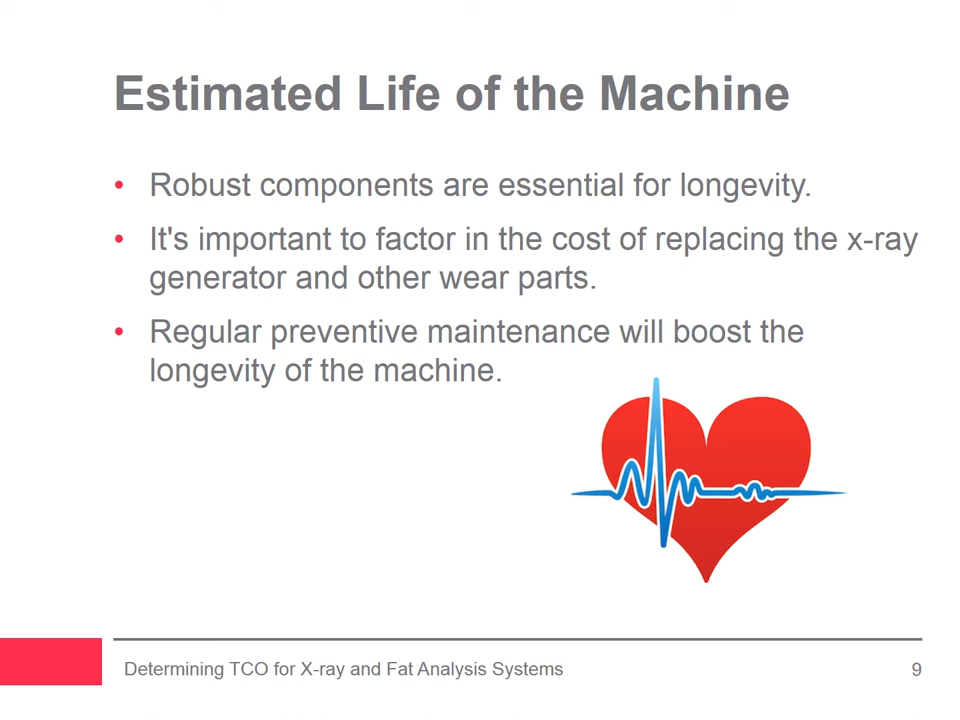 Estimated Life of the Machine
• Robust components are essential for longevity.
• It's important to factor in the cost of replacing the x-ray
generator and other wear parts.
• Regular preventive maintenance will boost the
longevity of the machine.
Determining TCO for X-ray and Fat Analysis Systems
9